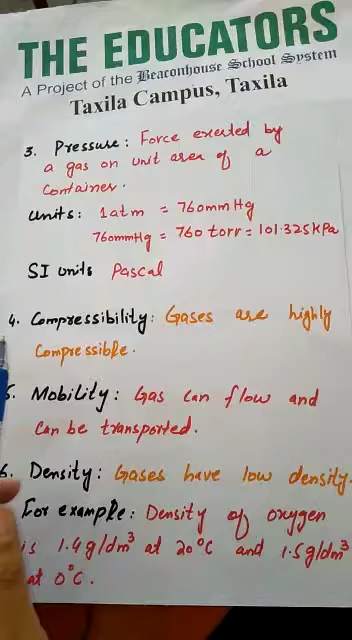 THE EDUCATORS
A Project of the Beaconhouse School System
Taxila Campus, Taxila
3. Pressure: Force exerted by
a gas on unit area of a
Container.
Units: 1atm = 760mmHg
760mmHg = 760 torr = 101.325kPa
SI units Pascal
4. Compressibility: Gases are highly
Compressible.
5. Mobility: Gas can flow and
Can be transported.
6. Density: Gases have low density.
For example: Density of oxygen
is 1.4g/dm³ at 20°C and 1.5g/dm³
at 0°C.